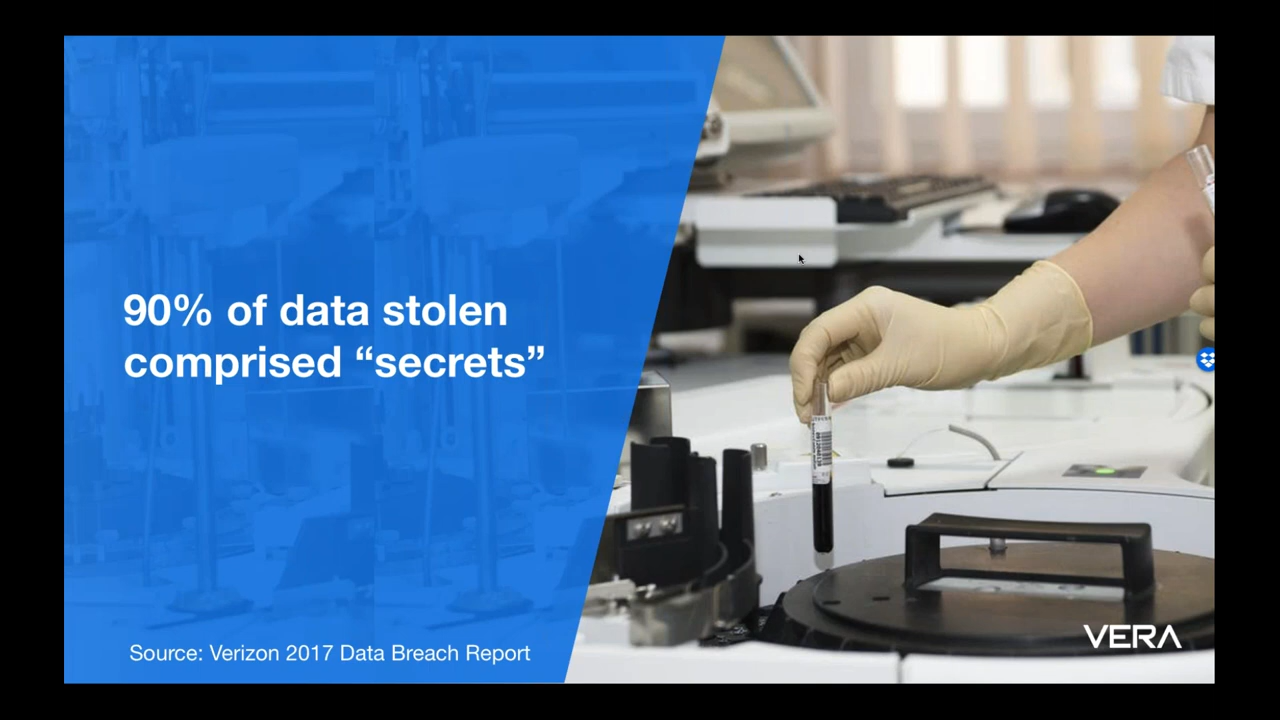 90% of data stolen
comprised “secrets”
Source: Verizon 2017 Data Breach Report
VERA